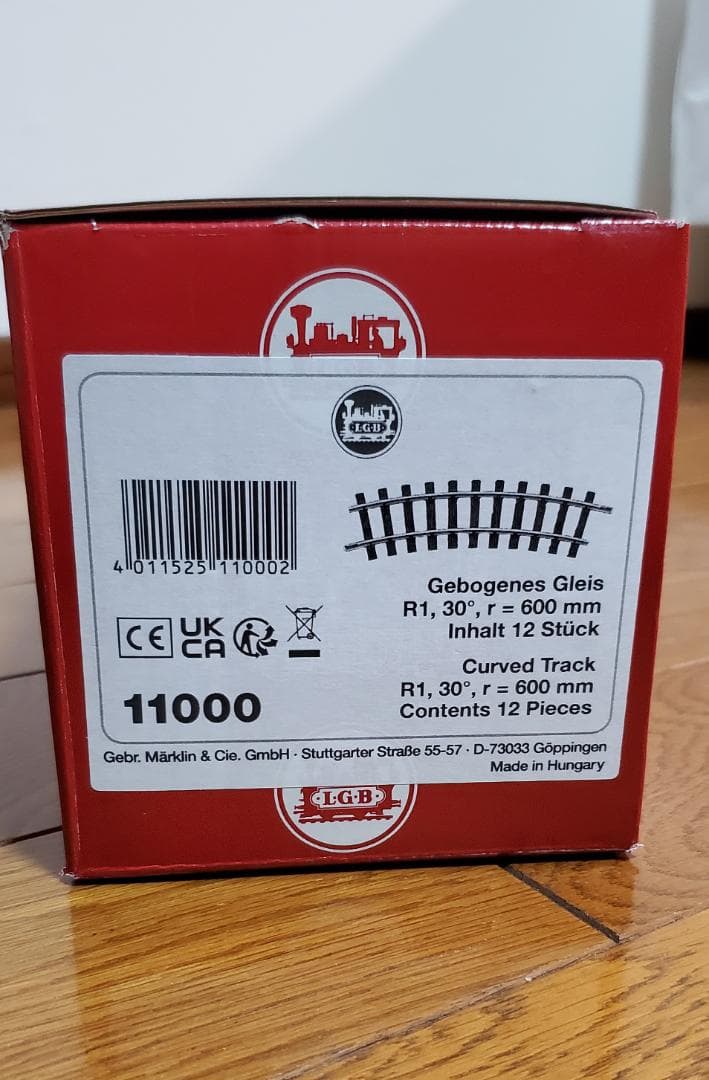 L·G·B
4 011525 110002
Gebogenes Gleis
R1, 30°, r = 600 mm
Inhalt 12 Stück
CE UK
CA
Curved Track
R1, 30°, r = 600 mm
Contents 12 Pieces
11000
Gebr. Märklin & Cie. GmbH · Stuttgarter Straße 55-57 · D-73033 Göppingen
Made in Hungary
L·G·B